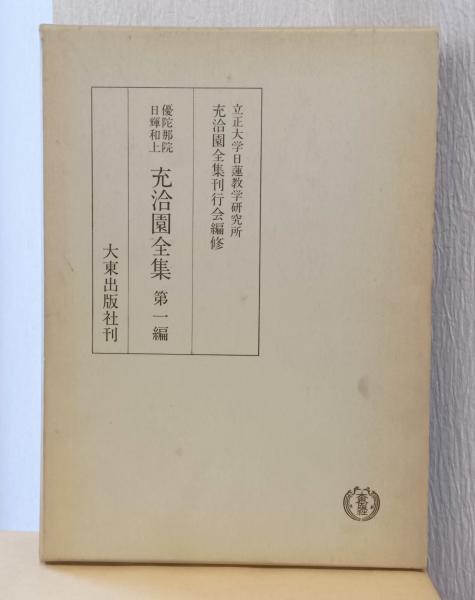 立正大学日蓮教学研究所
充洽園全集刊行会編修
優陀那院
日輝和上
充洽園全集 第一編
大東出版社刊